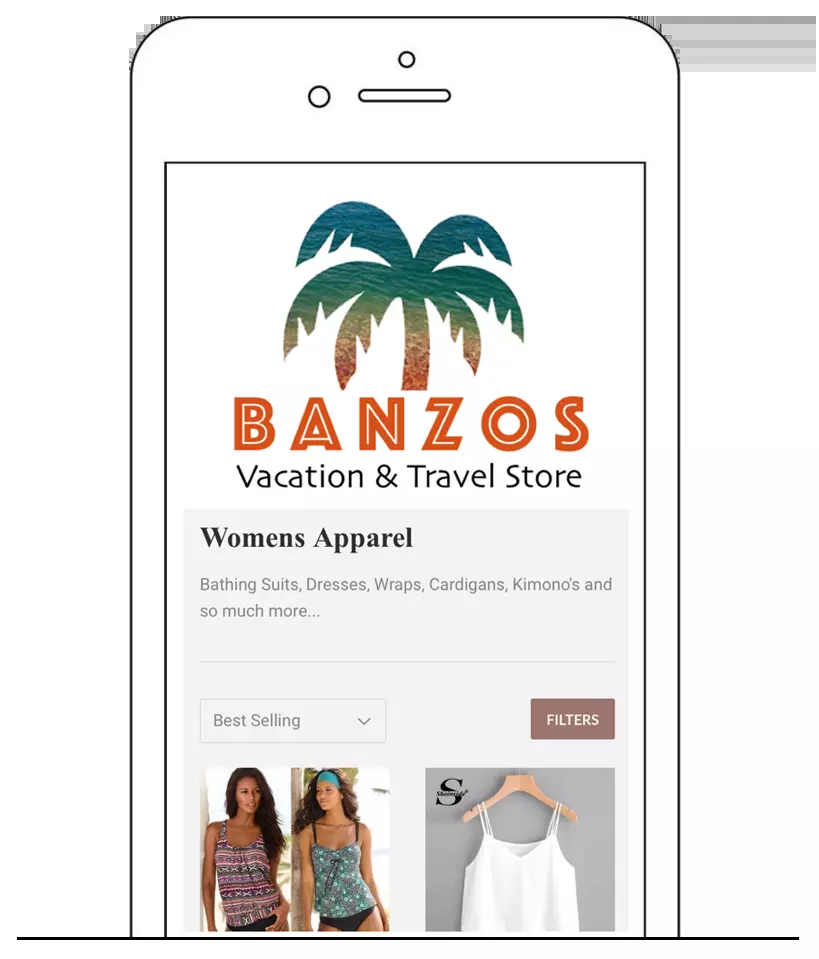 BANZOS
Vacation & Travel Store
Womens Apparel
Bathing Suits, Dresses, Wraps, Cardigans, Kimono's and
so much more...
Best Selling
FILTERS
S
Sheinside®